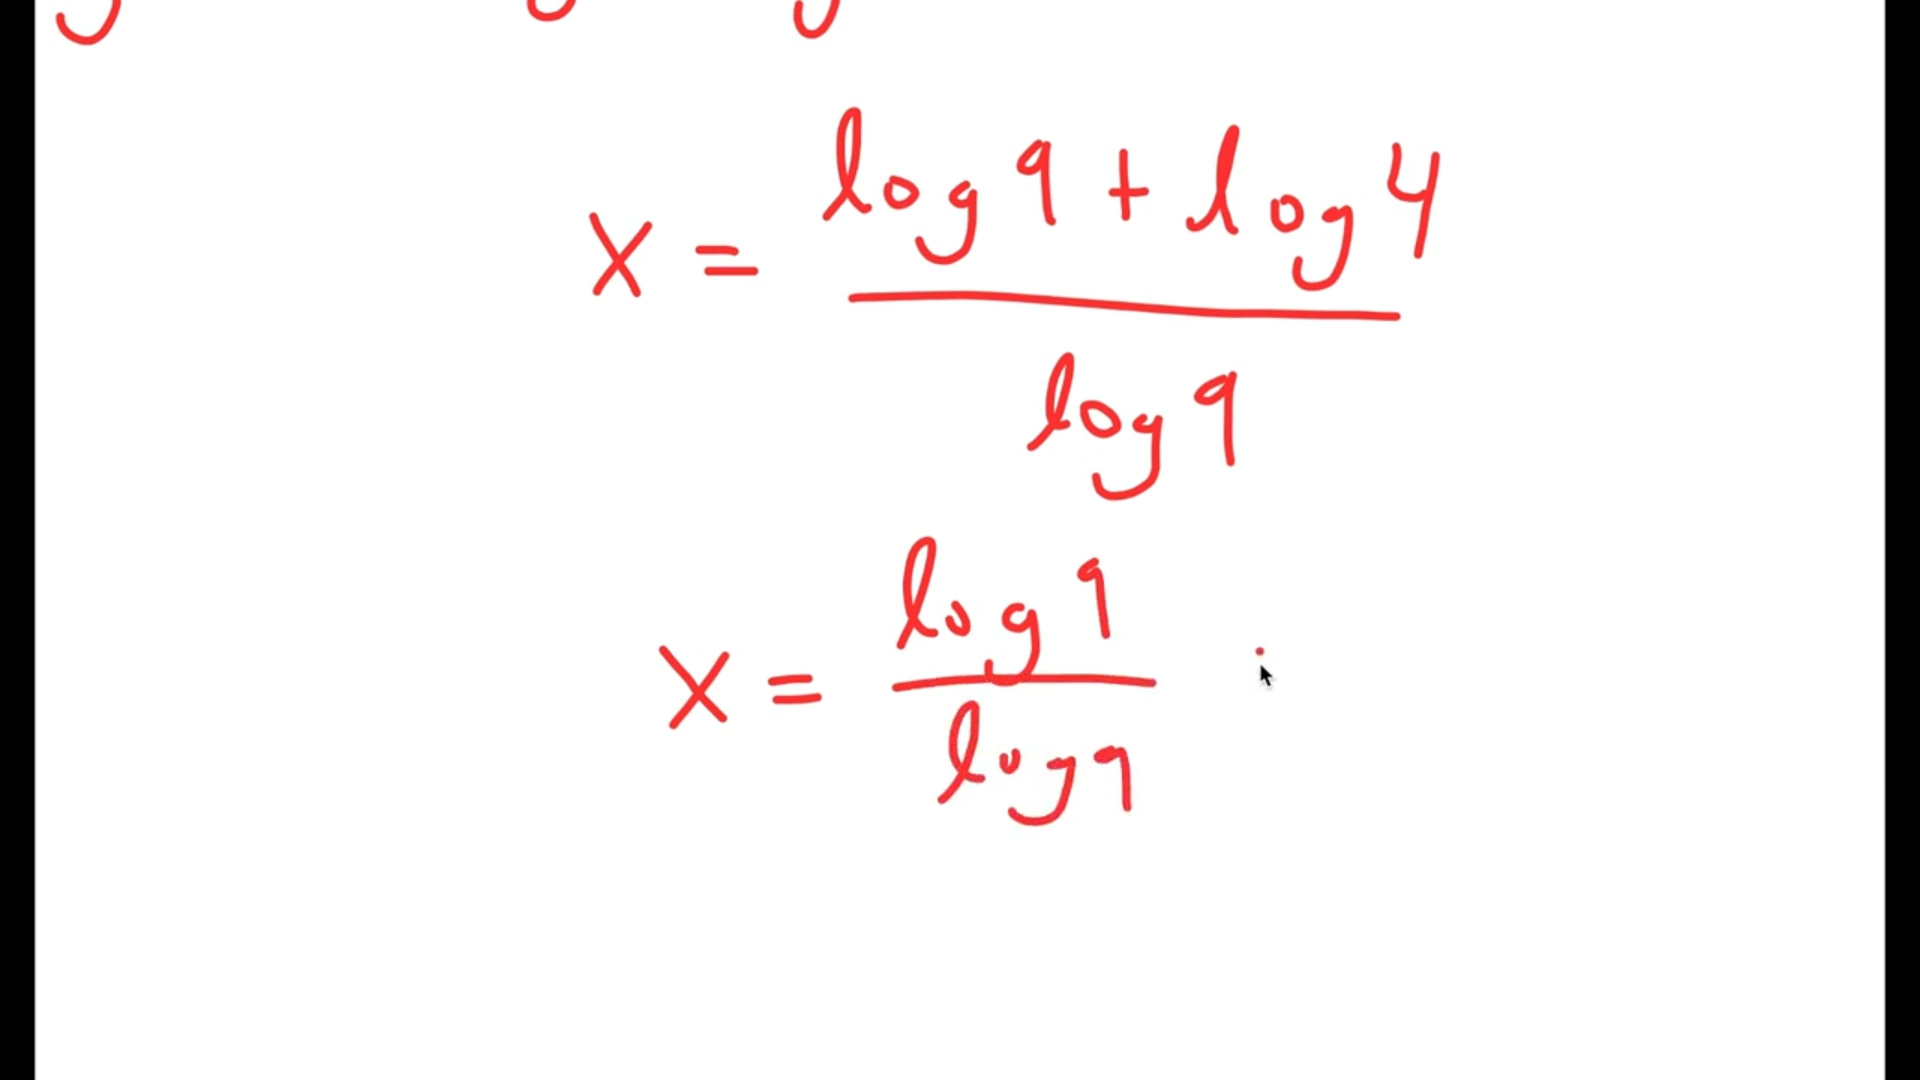 x = (log 9 + log 4) / log 9
x = log 9 / log 9